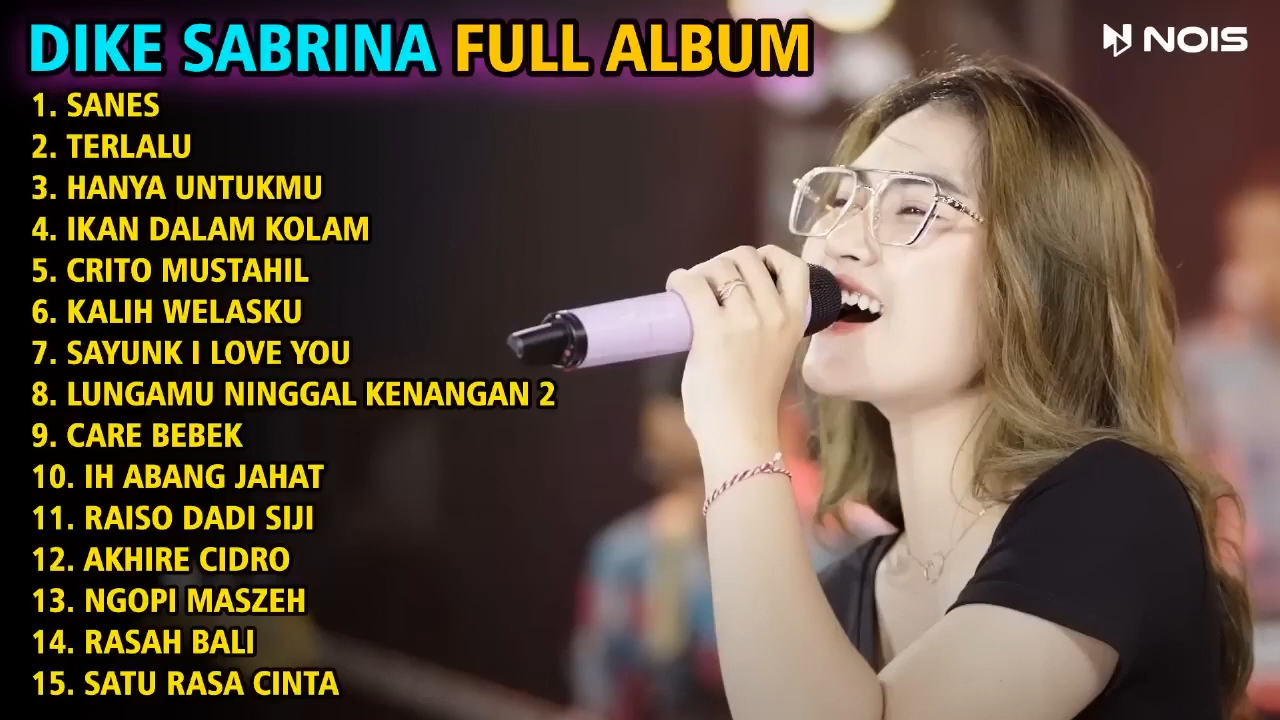 DIKE SABRINA FULL ALBUM
NOIS
1. SANES
2. TERLALU
3. HANYA UNTUKMU
4. IKAN DALAM KOLAM
5. CRITO MUSTAHIL
6. KALIH WELASKU
7. SAYUNK I LOVE YOU
8. LUNGAMU NINGGAL KENANGAN 2
9. CARE BEBEK
10. IH ABANG JAHAT
11. RAISO DADI SIJI
12. AKHIRE CIDRO
13. NGOPI MASZEH
14. RASAH BALI
15. SATU RASA CINTA